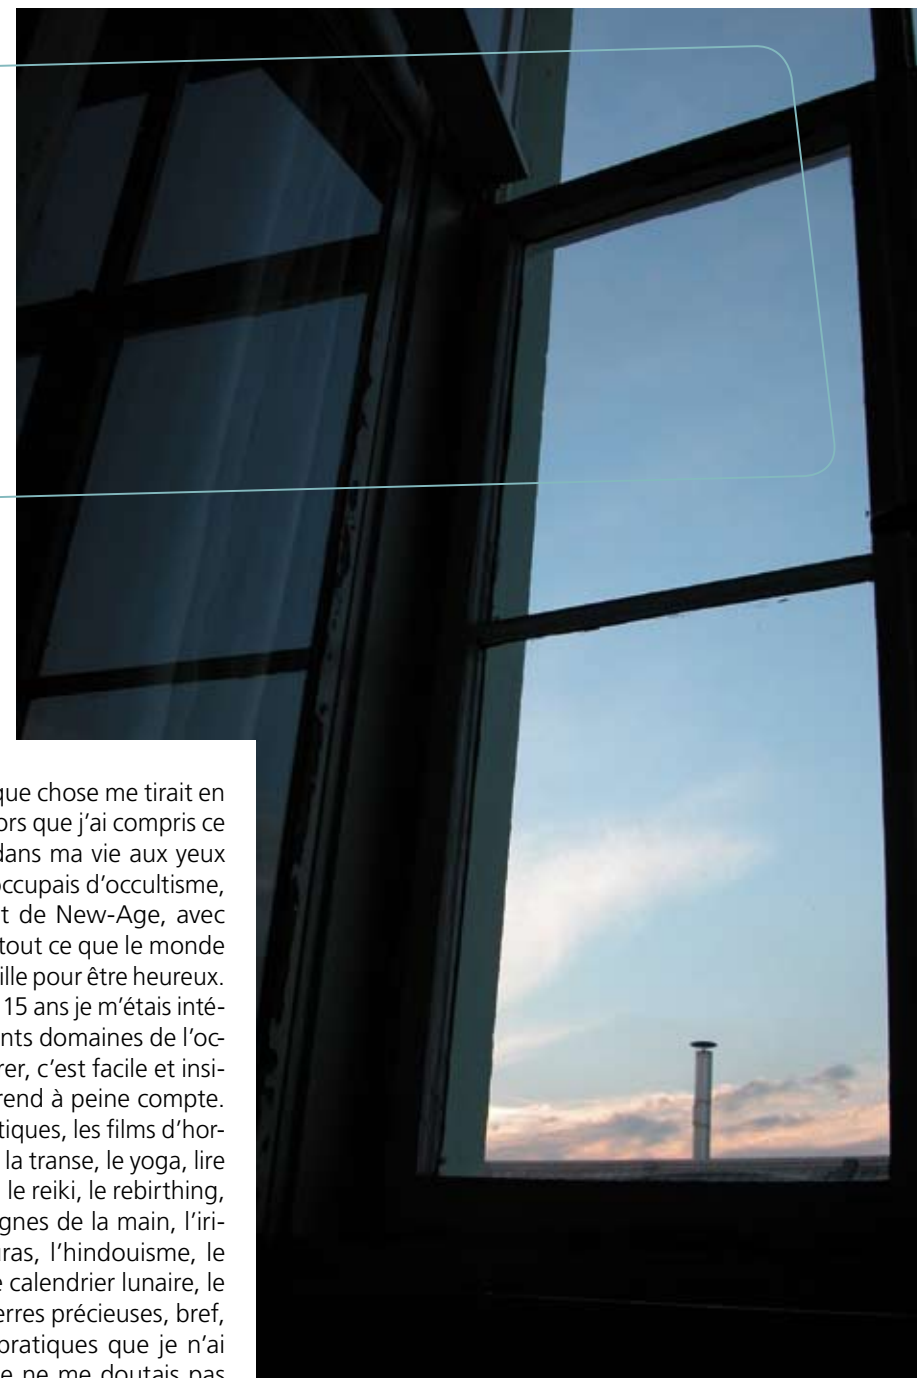 que chose me tirait en
ors que j'ai compris ce
dans ma vie aux yeux
occupais d'occultisme,
t de New-Age, avec
tout ce que le monde
ille pour être heureux.
15 ans je m'étais inté-
nts domaines de l'oc-
rer, c'est facile et insi-
rend à peine compte.
tiques, les films d'hor-
la transe, le yoga, lire
le reiki, le rebirthing,
gnes de la main, l'iri-
ras, l'hindouisme, le
e calendrier lunaire, le
erres précieuses, bref,
pratiques que je n'ai
e ne me doutais pas